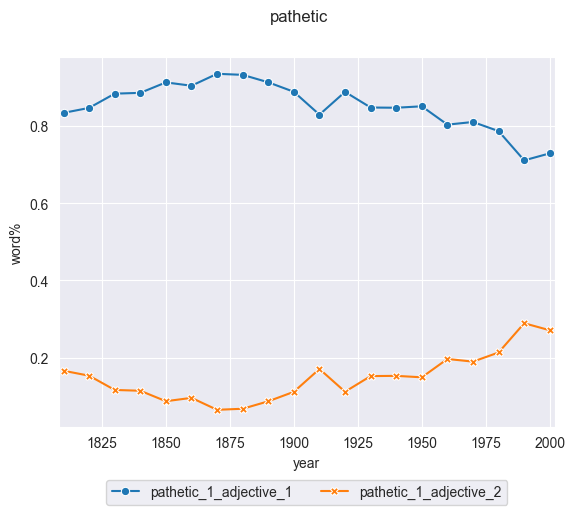 pathetic
word%
0.8
0.6
0.4
0.2
1825 1850 1875 1900 1925 1950 1975 2000
year
pathetic_1_adjective_1 pathetic_1_adjective_2